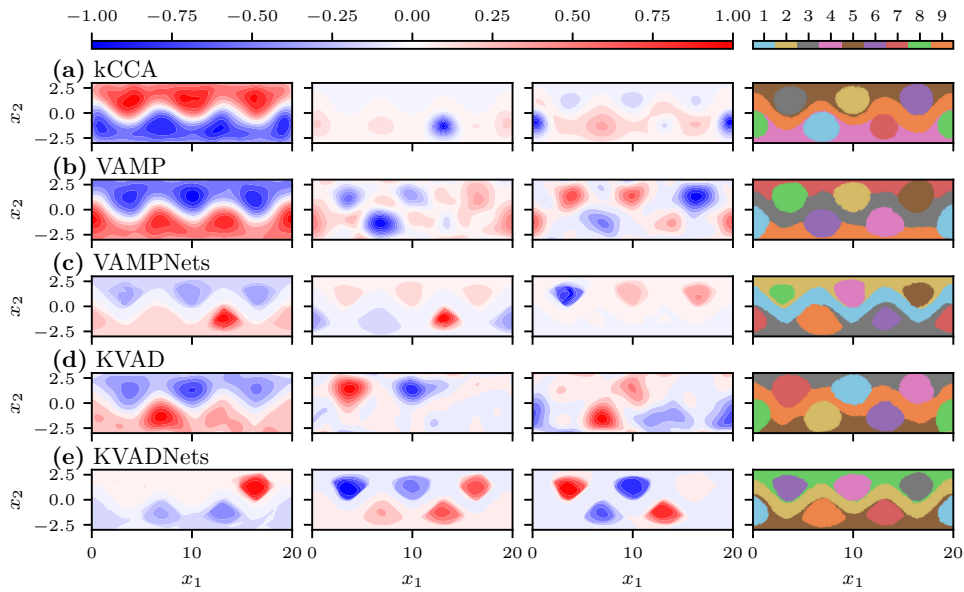 −1.00 −0.75 −0.50 −0.25 0.00 0.25 0.50 0.75 1.00
1 2 3 4 5 6 7 8 9
(a) kCCA
x2
2.5
0.0
−2.5
(b) VAMP
x2
2.5
0.0
−2.5
(c) VAMPNets
x2
2.5
0.0
−2.5
(d) KVAD
x2
2.5
0.0
−2.5
(e) KVADNets
x2
2.5
0.0
−2.5
0 10 20 0 10 20 0 10 20 0 10 20
x1 x1 x1 x1